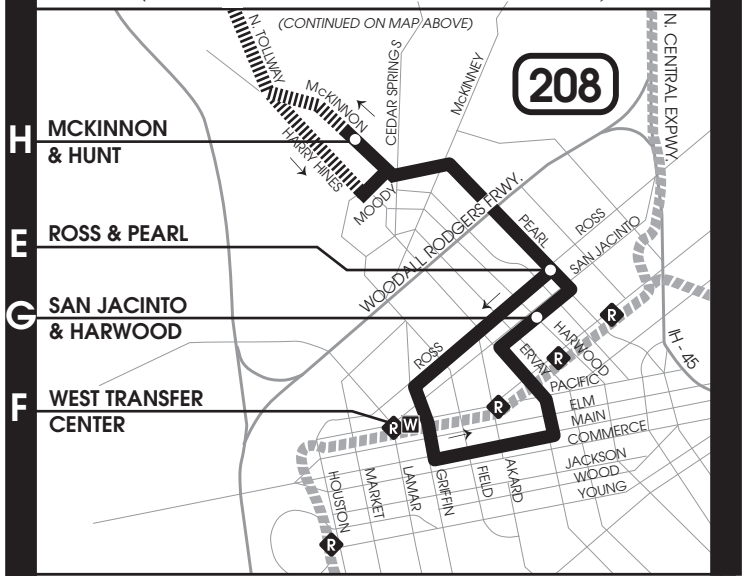 (CONTINUED ON MAP ABOVE)
N. TOLLWAY
McKINNON
CEDAR SPRINGS
McKINNEY
208
N. CENTRAL EXPWY.
H
MCKINNON
& HUNT
HARRY HINES
MOODY
WOODALL RODGERS FRWY.
PEARL
ROSS
SAN JACINTO
E
ROSS & PEARL
G
SAN JACINTO
& HARWOOD
R
HARWOOD
ERVAY
R
IH - 45
ROSS
PACIFIC
F
WEST TRANSFER
CENTER
R
W
R
ELM
MAIN
COMMERCE
JACKSON
WOOD
YOUNG
HOUSTON
MARKET
LAMAR
GRIFFIN
FIELD
AKARD
R